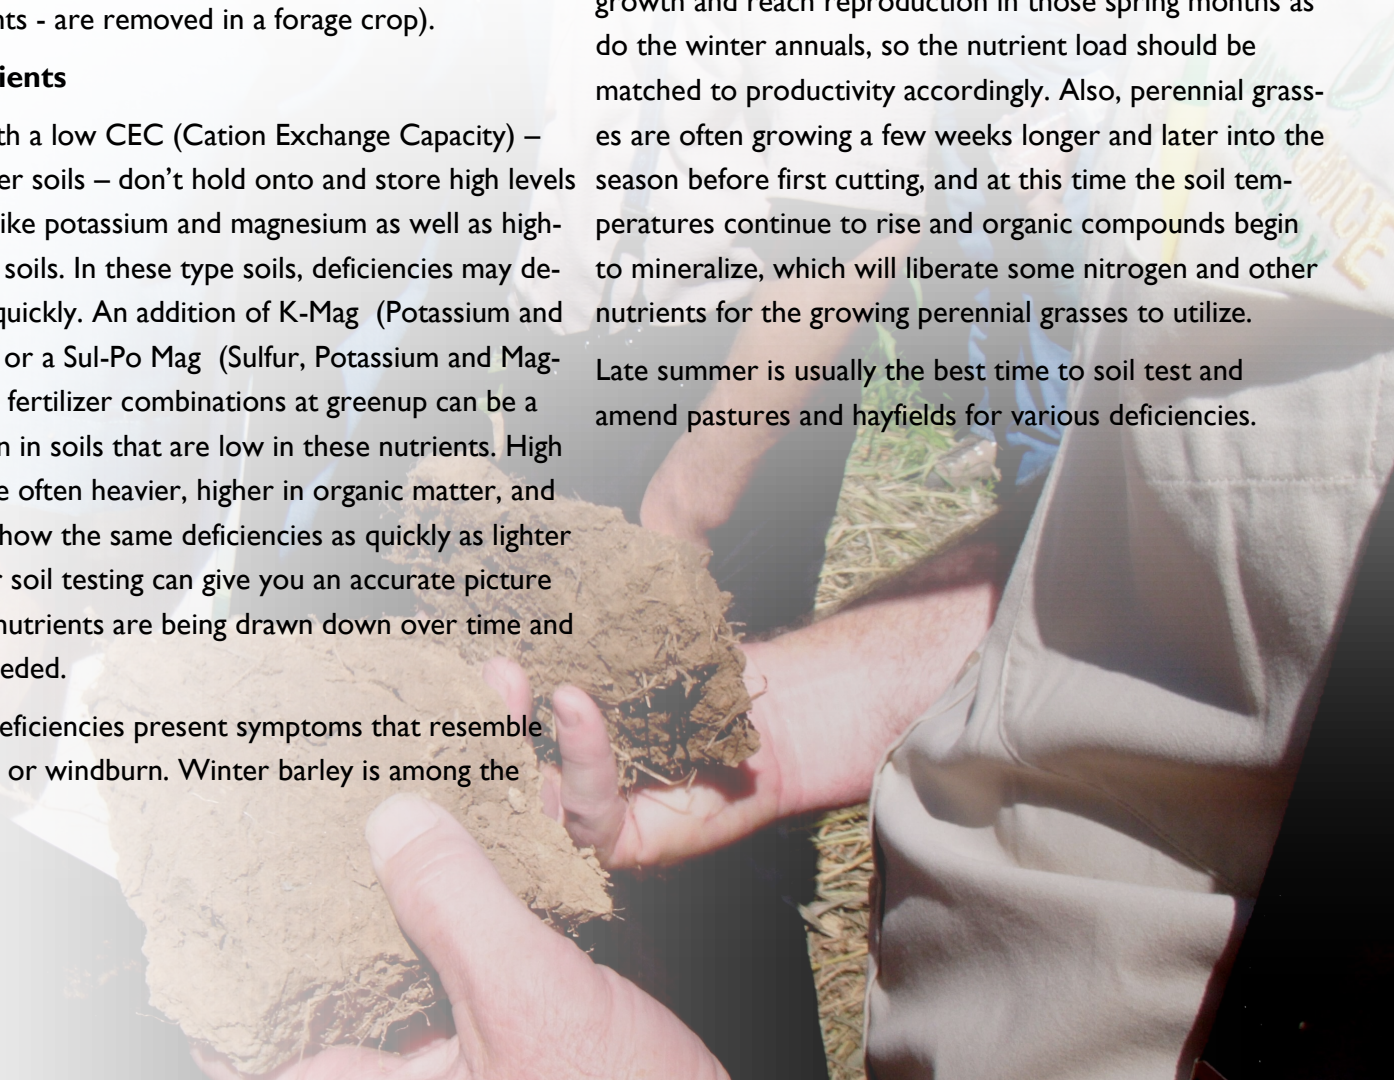 nts - are removed in a forage crop).
ients
th a low CEC (Cation Exchange Capacity) –
er soils – don’t hold onto and store high levels
ike potassium and magnesium as well as high-
soils. In these type soils, deficiencies may de-
quickly. An addition of K-Mag  (Potassium and
or a Sul-Po Mag  (Sulfur, Potassium and Mag-
fertilizer combinations at greenup can be a
n in soils that are low in these nutrients. High
e often heavier, higher in organic matter, and
how the same deficiencies as quickly as lighter
r soil testing can give you an accurate picture
nutrients are being drawn down over time and
eded.
eficiencies present symptoms that resemble
or windburn. Winter barley is among the
growth and reach reproduction in those spring months as
do the winter annuals, so the nutrient load should be
matched to productivity accordingly. Also, perennial grass-
es are often growing a few weeks longer and later into the
season before first cutting, and at this time the soil tem-
peratures continue to rise and organic compounds begin
to mineralize, which will liberate some nitrogen and other
nutrients for the growing perennial grasses to utilize.
Late summer is usually the best time to soil test and
amend pastures and hayfields for various deficiencies.